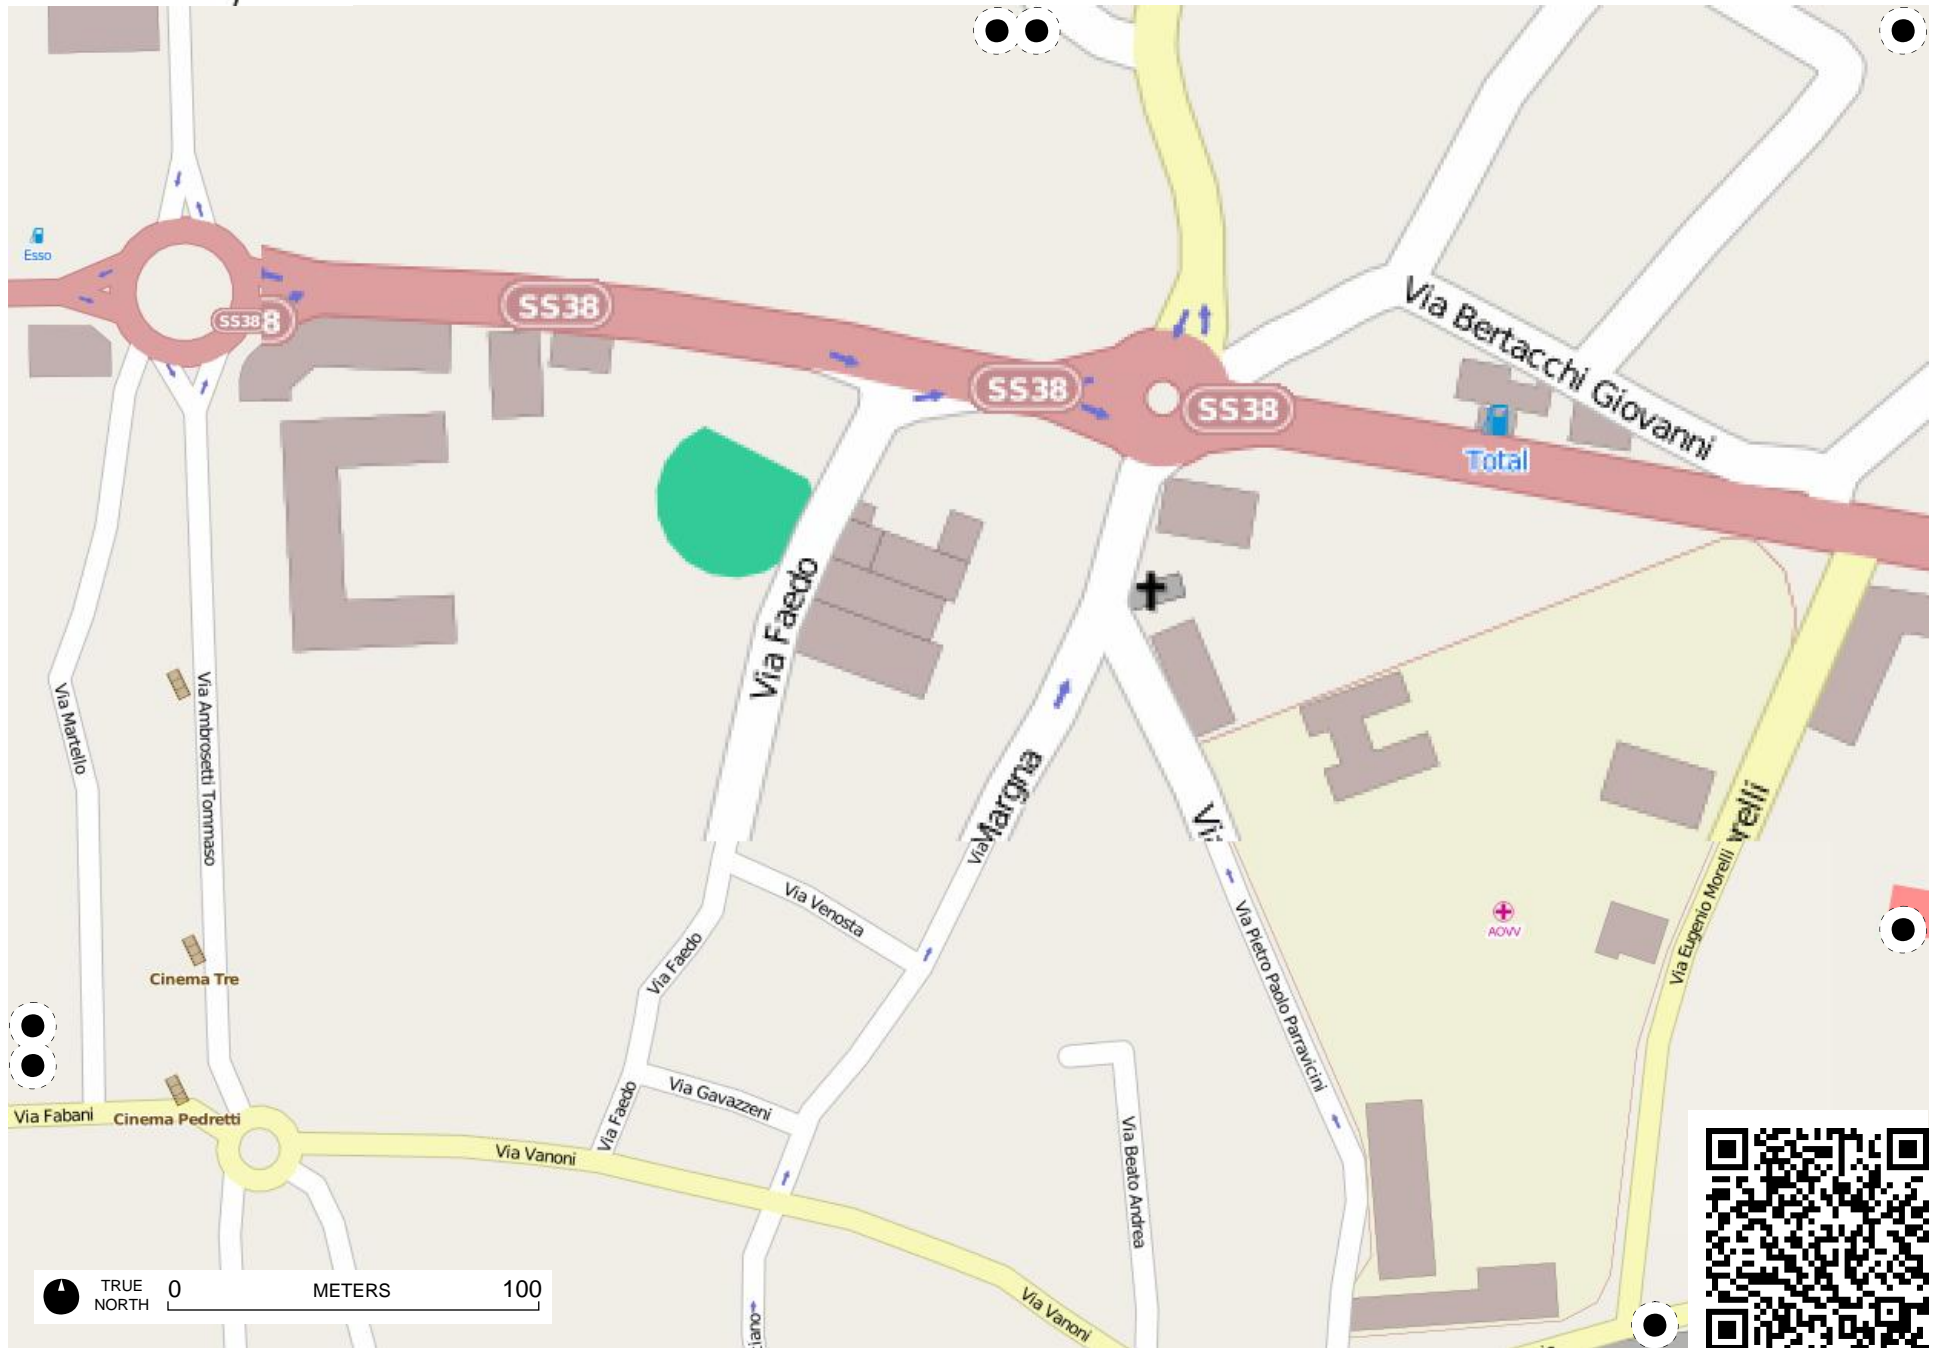 Esso
SS38
8
SS38
SS38
SS38
Via Bertacchi Giovanni
Total
Via Faedo
Via Martello
Via Ambrosetti Tommaso
Via
Margna
Via Eugenio Morelli
relli
Via Venosta
Via Faedo
AOVV
Via Pietro Paolo Parravicini
Cinema Tre
Via Gavazzeni
Via Faedo
Via Fabani
Cinema Pedretti
Via Vanoni
Via Beato Andrea
Via Vanoni
TRUE
NORTH
0 METERS 100